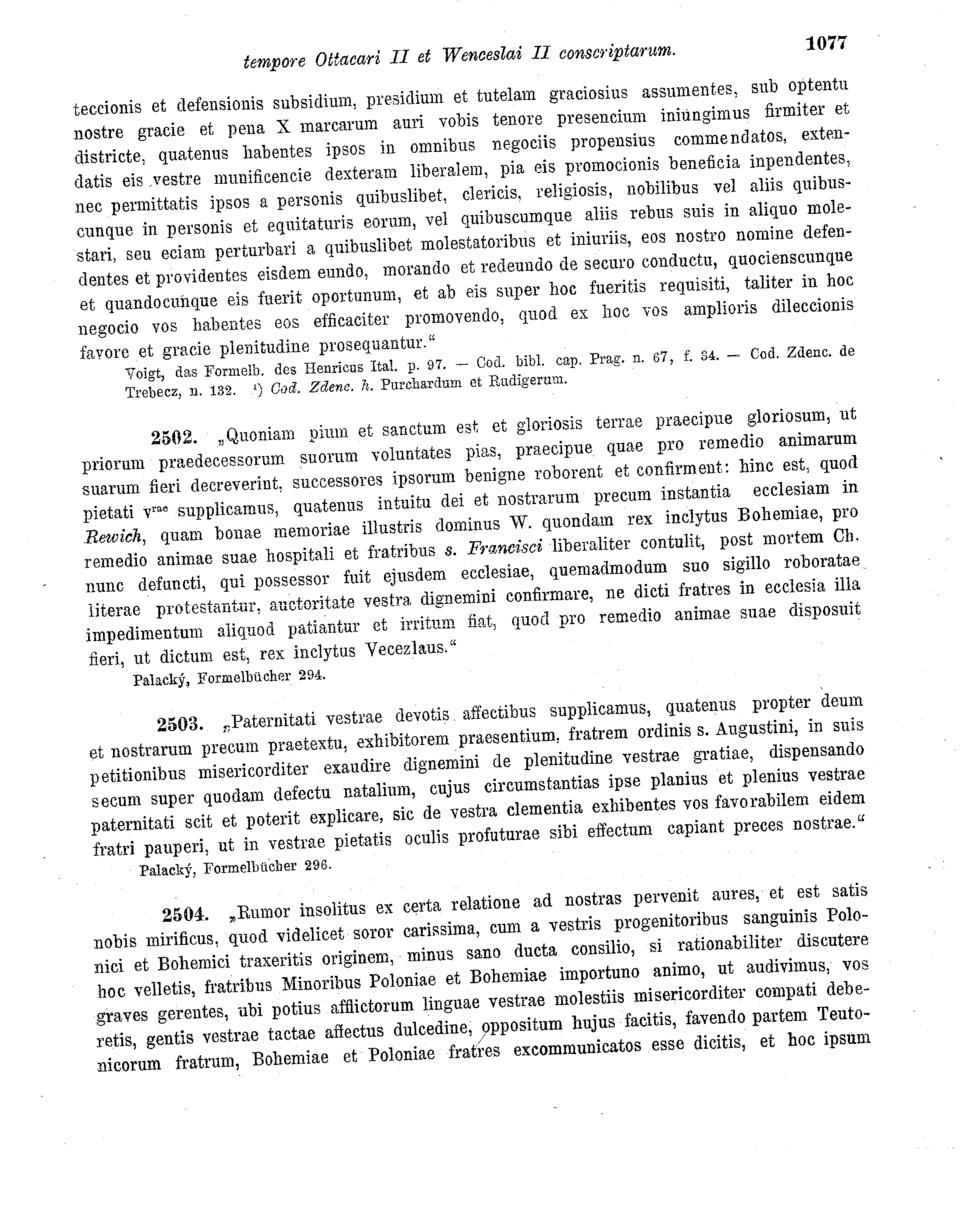 tempore Ottacari II et Wenceslai II conscriptarum. 1077
teccionis et defensionis subsidium, presidium et tutelam graciosius assumentes, sub optentu
nostre gracie et pena X marcarum auri vobis tenore presencium iniungimus firmiter et
districte, quatenus habentes ipsos in omnibus negociis propensius commendatos, exten-
datis eis vestre munificencie dexteram liberalem, pia eis promocionis beneficia inpendentes,
nec permittatis ipsos a personis quibuslibet, clericis, religiosis, nobilibus vel aliis quibus-
cunque in personis et equitaturis eorum, vel quibuscumque aliis rebus suis in aliquo mole-
stari, seu eciam perturbari a quibuslibet molestatoribus et iniuriis, eos nostro nomine defen-
dentes et providentes eisdem eundo, morando et redeundo de securo conductu, quocienscunque
et quandocunque eis fuerit oportunum, et ab eis super hoc fueritis requisiti, taliter in hoc
negocio vos habentes eos efficaciter promovendo, quod ex hoc vos amplioris dileccionis
favore et gracie plenitudine prosequantur.“
Voigt, das Formelb. des Henricus Ital. p. 97. — Cod. bibl. cap. Prag. n. 67, f. 34. — Cod. Zdenc. de
Trebecz, n. 132. ¹) Cod. Zdenc. h. Purchardum et Rudigerum.
2502. „Quoniam pium et sanctum est et gloriosis terrae praecipue gloriosum, ut
priorum praedecessorum suorum voluntates pias, praecipue quae pro remedio animarum
suarum fieri decreverint, successores ipsorum benigne roborent et confirment: hinc est, quod
pietati vʳᵃᵉ supplicamus, quatenus intuitu dei et nostrarum precum instantia ecclesiam in
Rewich, quam bonae memoriae illustris dominus W. quondam rex inclytus Bohemiae, pro
remedio animae suae hospitali et fratribus s. Francisci liberaliter contulit, post mortem Ch.
nunc defuncti, qui possessor fuit ejusdem ecclesiae, quemadmodum suo sigillo roboratae
literae protestantur, auctoritate vestra dignemini confirmare, ne dicti fratres in ecclesia illa
impedimentum aliquod patiantur et irritum fiat, quod pro remedio animae suae disposuit
fieri, ut dictum est, rex inclytus Vecezlaus.“
Palacký, Formelbücher 294.
2503. „Paternitati vestrae devotis affectibus supplicamus, quatenus propter deum
et nostrarum precum praetextu, exhibitorem praesentium, fratrem ordinis s. Augustini, in suis
petitionibus misericorditer exaudire dignemini de plenitudine vestrae gratiae, dispensando
secum super quodam defectu natalium, cujus circumstantias ipse planius et plenius vestrae
paternitati scit et poterit explicare, sic de vestra clementia exhibentes vos favorabilem eidem
fratri pauperi, ut in vestrae pietatis oculis profuturae sibi effectum capiant preces nostrae.“
Palacký, Formelbücher 296.
2504. „Rumor insolitus ex certa relatione ad nostras pervenit aures, et est satis
nobis mirificus, quod videlicet soror carissima, cum a vestris progenitoribus sanguinis Polo-
nici et Bohemici traxeritis originem, minus sano ducta consilio, si rationabiliter discutere
hoc velletis, fratribus Minoribus Poloniae et Bohemiae importuno animo, ut audivimus, vos
graves gerentes, ubi potius afflictorum linguae vestrae molestiis misericorditer compati debe-
retis, gentis vestrae tactae affectus dulcedine, oppositum hujus facitis, favendo partem Teuto-
nicorum fratrum, Bohemiae et Poloniae fratres excommunicatos esse dicitis, et hoc ipsum